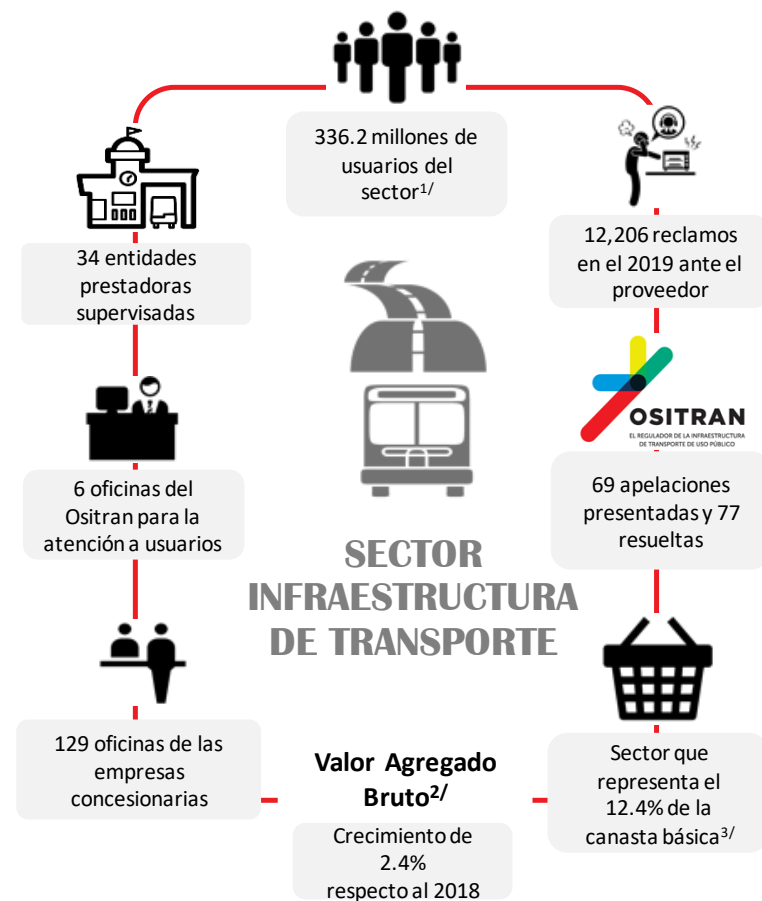 336.2 millones de
usuarios del
sector1/
34 entidades
prestadoras
supervisadas
12,206 reclamos
en el 2019 ante el
proveedor
OSITRAN
EL REGULADOR DE LA INFRAESTRUCTURA
DE TRANSPORTE DE USO PÚBLICO
6 oficinas del
Ositran para la
atención a usuarios
69 apelaciones
presentadas y 77
resueltas
SECTOR
INFRAESTRUCTURA
DE TRANSPORTE
129 oficinas de las
empresas
concesionarias
Valor Agregado
Bruto2/
Crecimiento de
2.4%
respecto al 2018
Sector que
representa el
12.4% de la
canasta básica3/